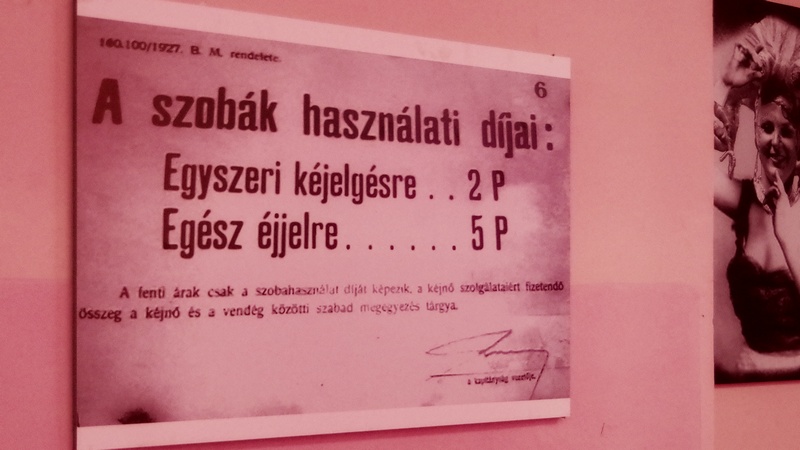 160.100/1927. B. M. rendelete.
6
A szobák használati díjai:
Egyszeri kéjelgésre . . 2 P
Egész éjjelre . . . . . . 5 P
A fenti árak csak a szobahasználat díját képezik, a kéjnő szolgálataiért fizetendő
összeg a kéjnő és a vendég közötti szabad megegyezés tárgya.
a kapitányság vezetője.